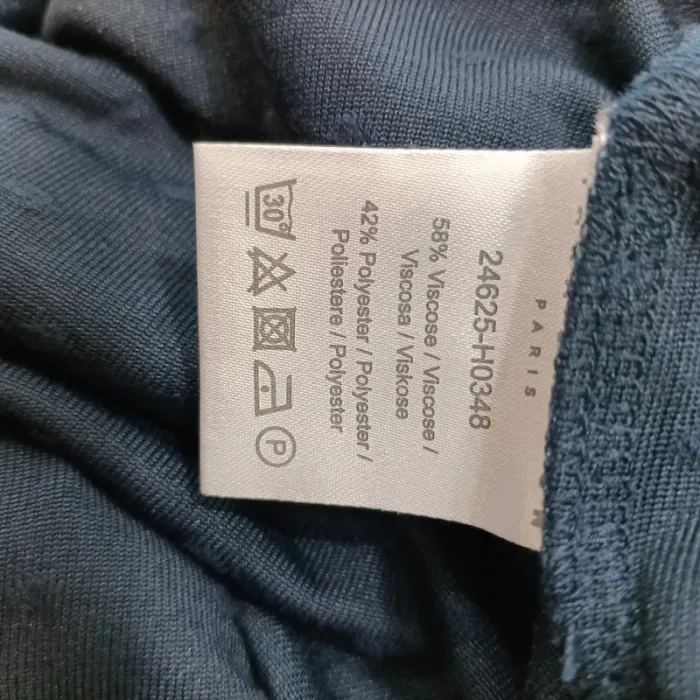 PARIS
24625-H0348
58% Viscose / Viscose /
Viscosa / Viskose
42% Polyester / Polyester /
Poliestere / Polyester
30°
P